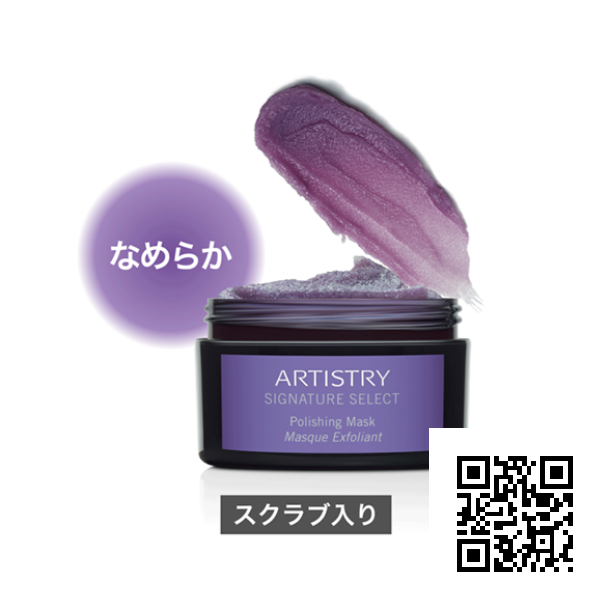 なめらか
ARTISTRY
SIGNATURE SELECT
Polishing Mask
Masque Exfoliant
スクラブ入り